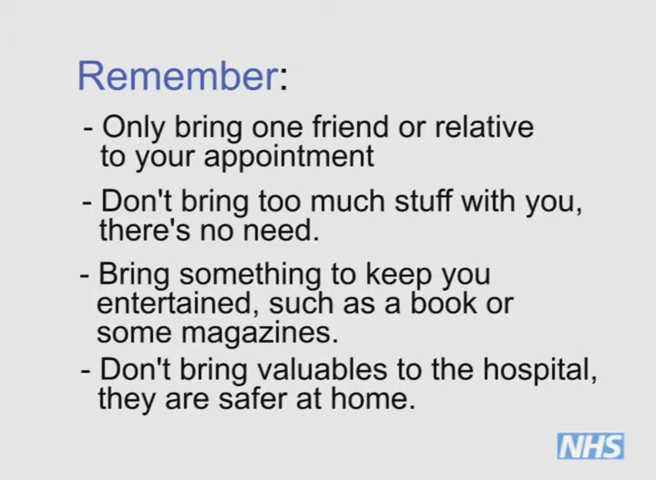 Remember:
- Only bring one friend or relative
to your appointment
- Don't bring too much stuff with you,
there's no need.
- Bring something to keep you
entertained, such as a book or
some magazines.
- Don't bring valuables to the hospital,
they are safer at home.
NHS